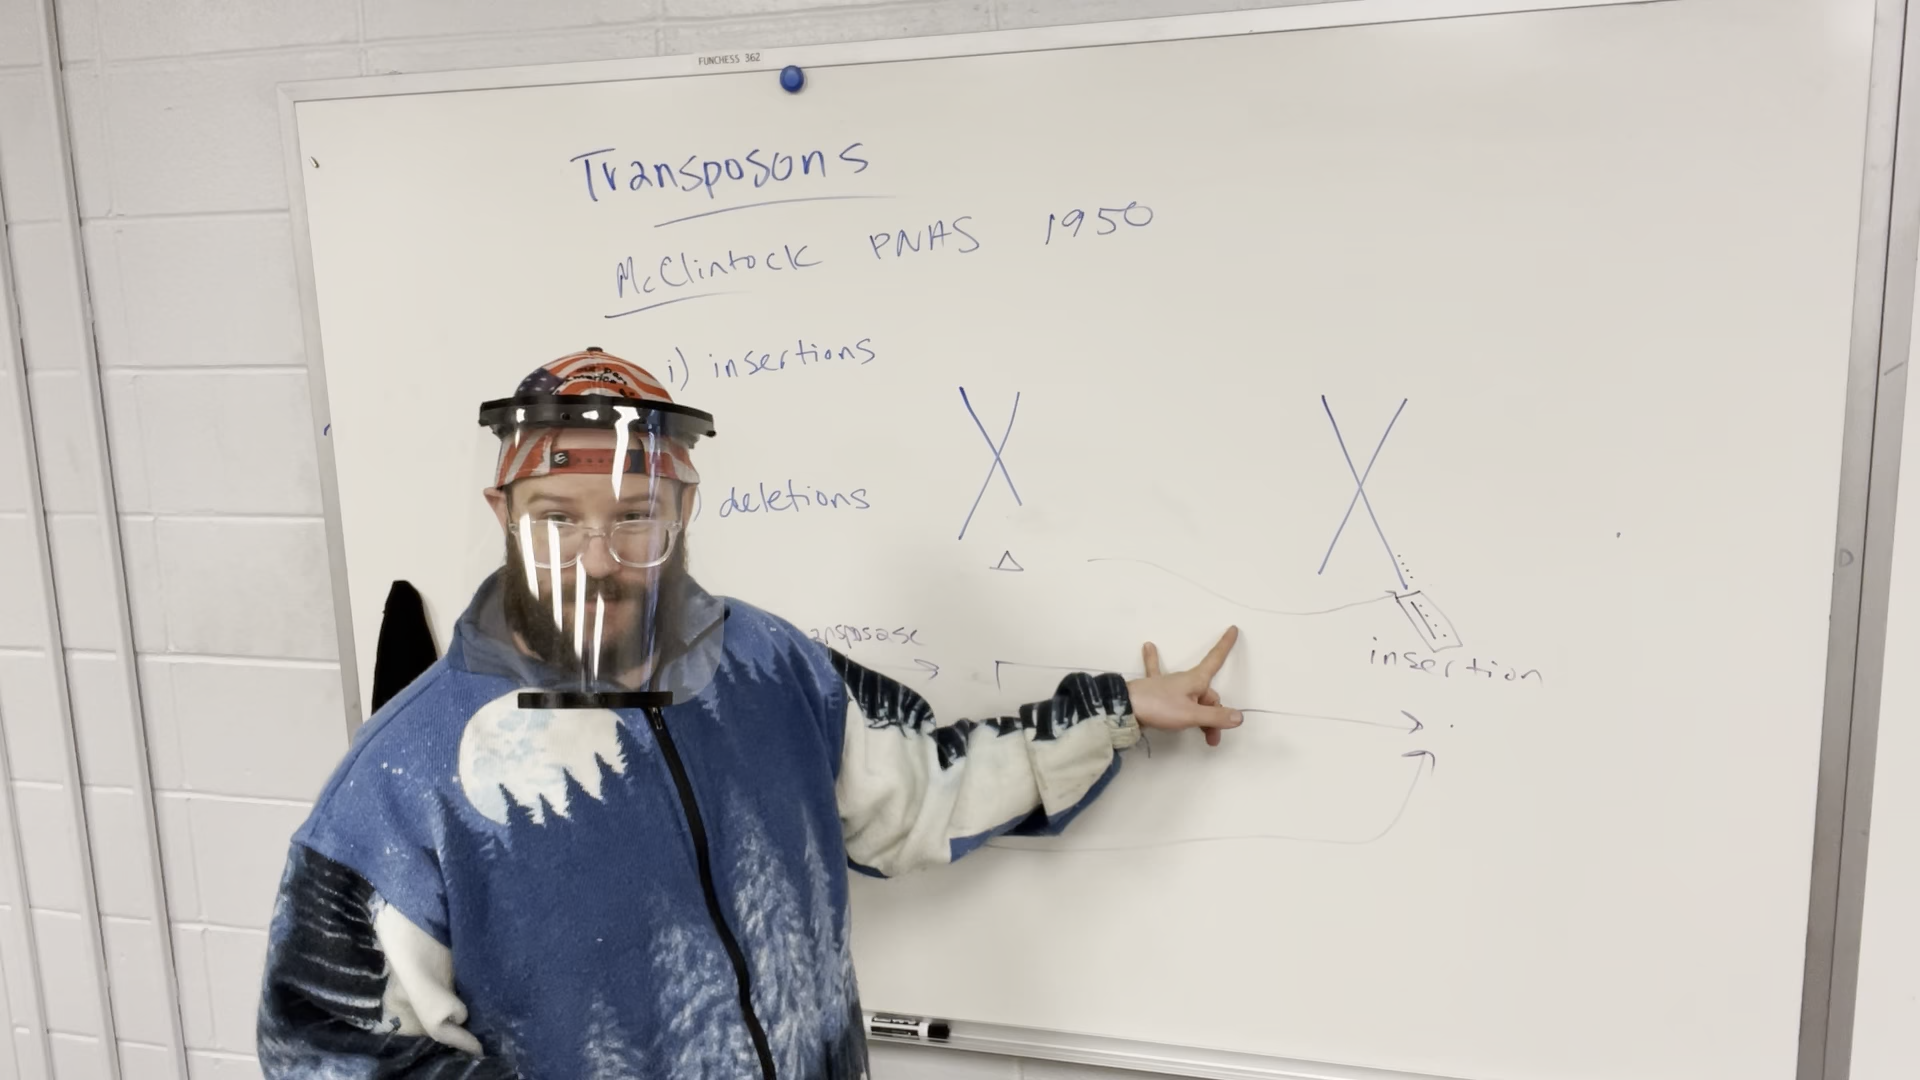 FUNCHESS 362
Transposons
McClintock PNAS 1950
i) insertions
) deletions
Δ
insertion
ansposase